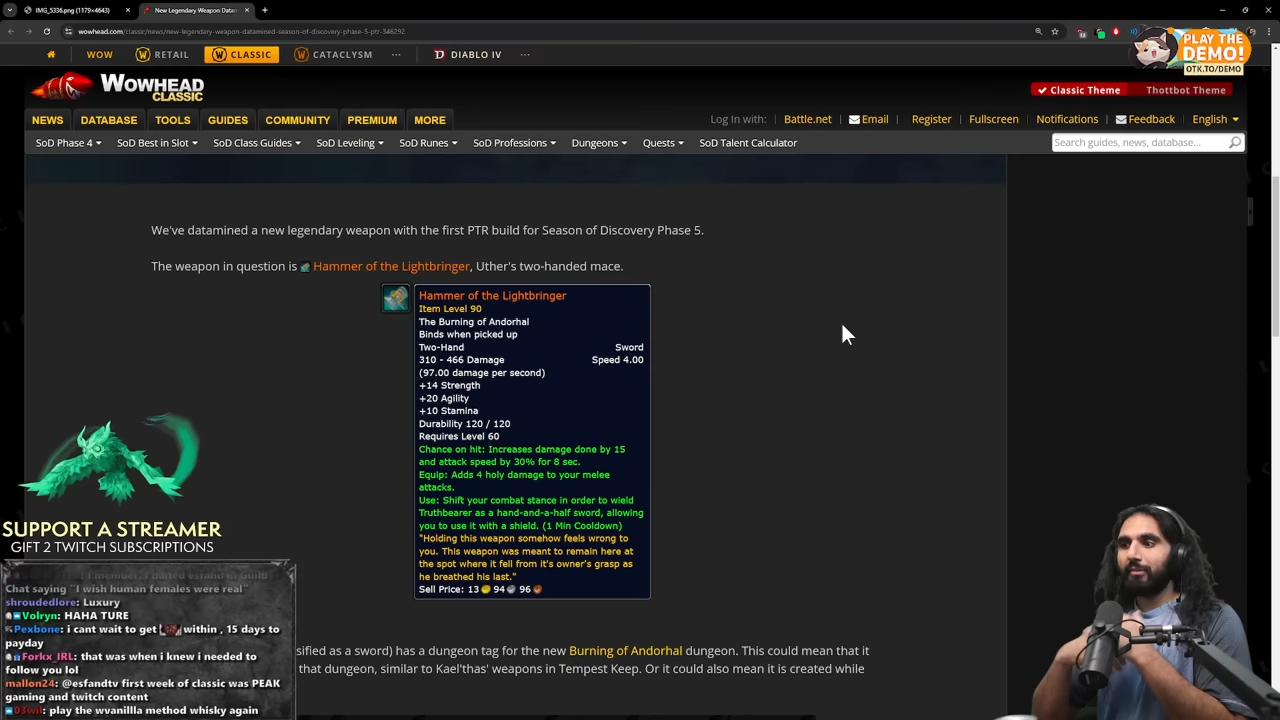 IMG_5336.png (1179×4643)
New Legendary Weapon Datam
wowhead.com/classic/news/new-legendary-weapon-datamined-season-of-discovery-phase-5-ptr-346292
WOW
RETAIL
CLASSIC
CATACLYSM
DIABLO IV
PLAY THE
DEMO!
OTK.TO/DEMO
WOWHEAD
CLASSIC
Classic Theme
Thottbot Theme
NEWS
DATABASE
TOOLS
GUIDES
COMMUNITY
PREMIUM
MORE
Log In with:
Battle.net
Email
Register
Fullscreen
Notifications
Feedback
English
SoD Phase 4
SoD Best in Slot
SoD Class Guides
SoD Leveling
SoD Runes
SoD Professions
Dungeons
Quests
SoD Talent Calculator
Search guides, news, database...
We've datamined a new legendary weapon with the first PTR build for Season of Discovery Phase 5.
The weapon in question is Hammer of the Lightbringer, Uther's two-handed mace.
Hammer of the Lightbringer
Item Level 90
The Burning of Andorhal
Binds when picked up
Two-Hand Sword
310 - 466 Damage Speed 4.00
(97.00 damage per second)
+14 Strength
+20 Agility
+10 Stamina
Durability 120 / 120
Requires Level 60
Chance on hit: Increases damage done by 15
and attack speed by 30% for 8 sec.
Equip: Adds 4 holy damage to your melee
attacks.
Use: Shift your combat stance in order to wield
Truthbearer as a hand-and-a-half sword, allowing
you to use it with a shield. (1 Min Cooldown)
"Holding this weapon somehow feels wrong to
you. This weapon was meant to remain here at
the spot where it fell from it's owner's grasp as
he breathed his last."
Sell Price: 13 94 96
sified as a sword) has a dungeon tag for the new Burning of Andorhal dungeon. This could mean that it
that dungeon, similar to Kael'thas' weapons in Tempest Keep. Or it could also mean it is created while
SUPPORT A STREAMER
GIFT 2 TWITCH SUBSCRIPTIONS
Chat saying "I wish human females were real"
shroudedlore: Luxury
Volryn: HAHA TURE
Pexbone: i cant wait to get within , 15 days to
payday
Forkx_IRL: that was when i knew i needed to
follow you lol
mallon24: @esfandtv first week of classic was PEAK
gaming and twitch content
03wil: play the wvanillla method whisky again